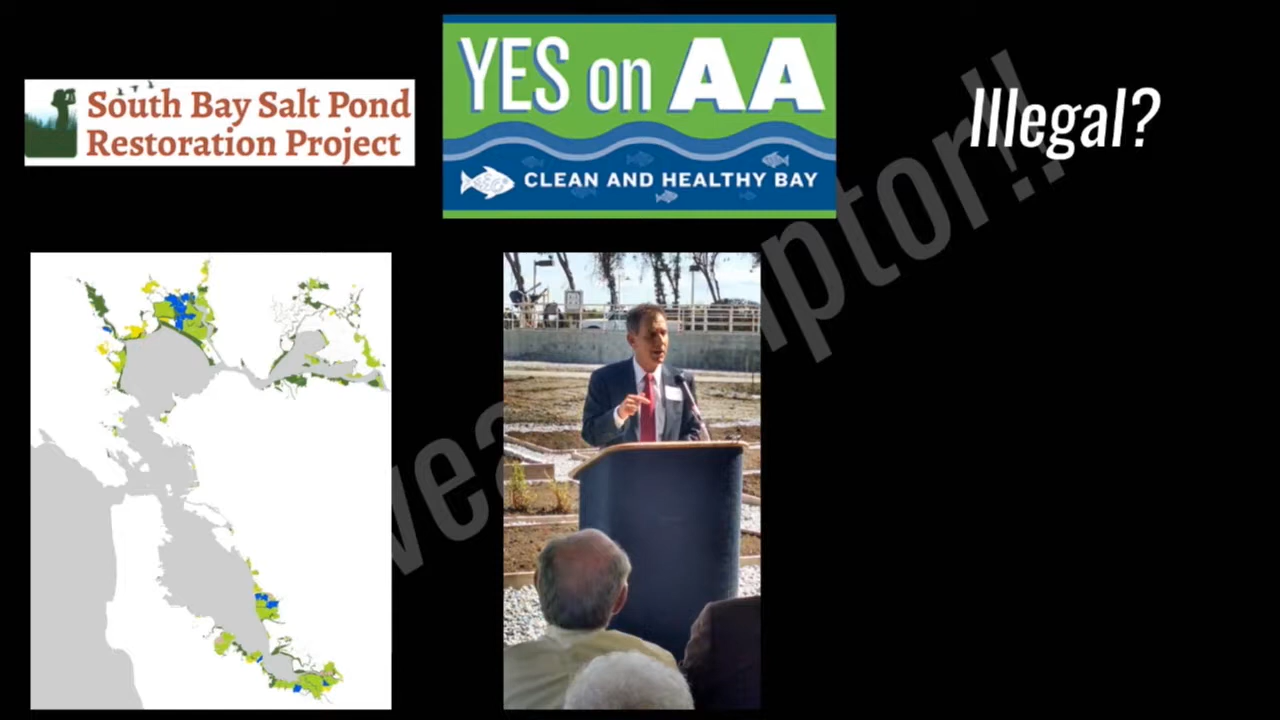 South Bay Salt Pond
Restoration Project
YES on AA
CLEAN AND HEALTHY BAY
Illegal?